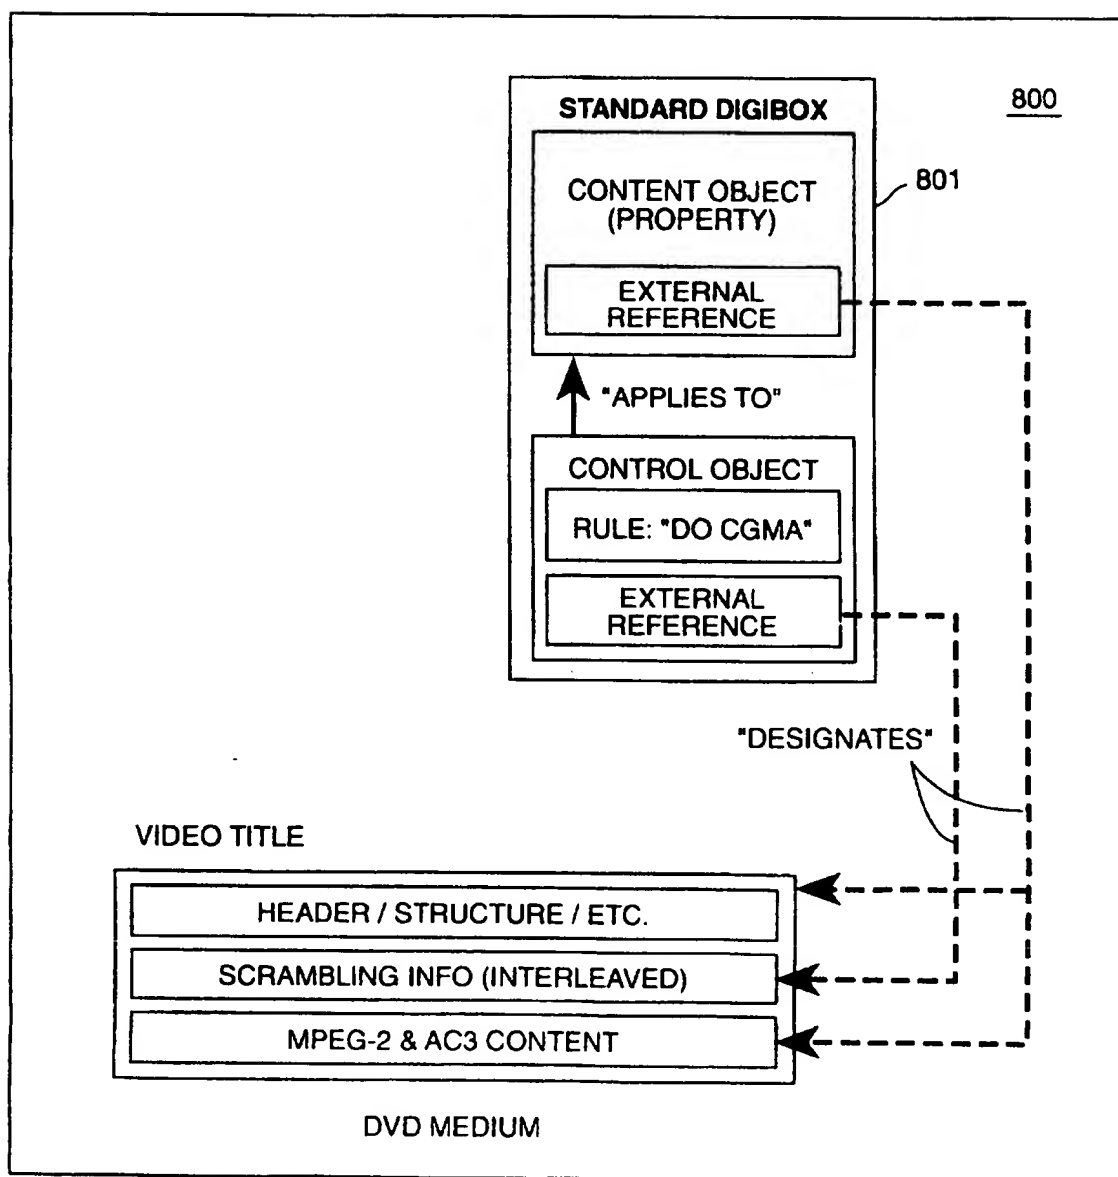 800
STANDARD DIGIBOX
801
CONTENT OBJECT
(PROPERTY)
EXTERNAL
REFERENCE
"APPLIES TO"
CONTROL OBJECT
RULE: "DO CGMA"
EXTERNAL
REFERENCE
"DESIGNATES"
VIDEO TITLE
HEADER / STRUCTURE / ETC.
SCRAMBLING INFO (INTERLEAVED)
MPEG-2 & AC3 CONTENT
DVD MEDIUM